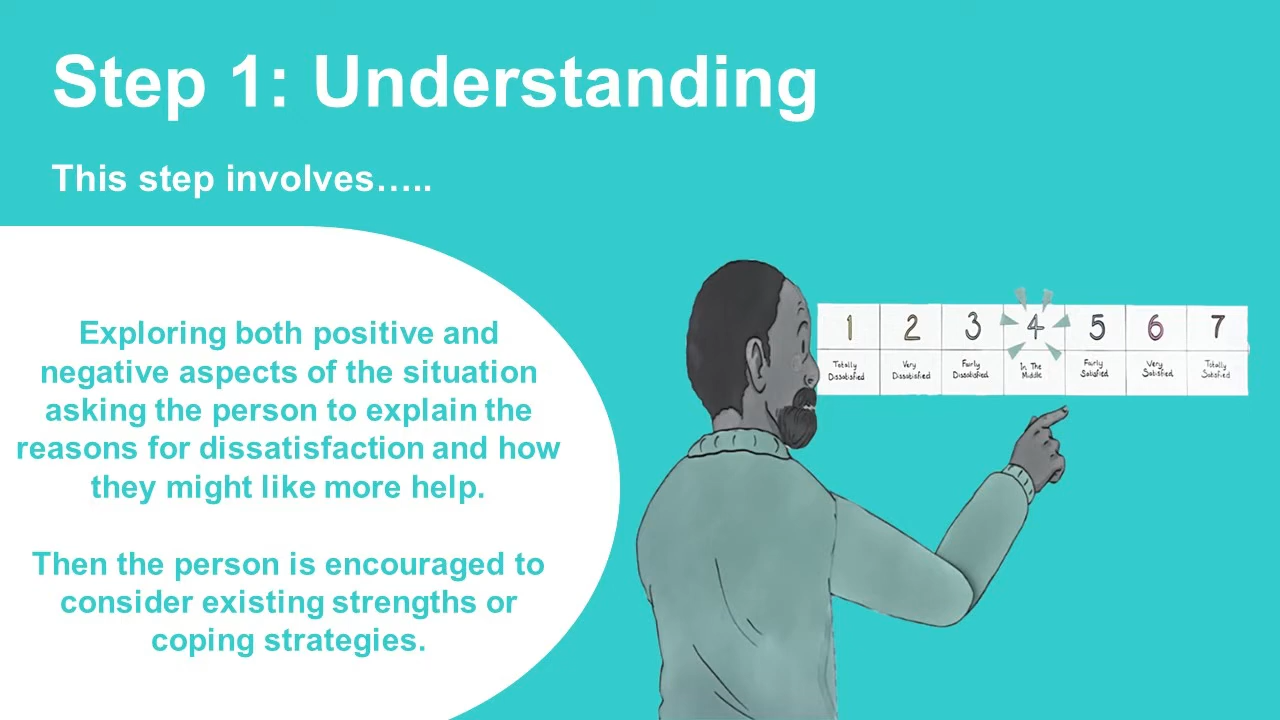 Step 1: Understanding
This step involves…..
Exploring both positive and
negative aspects of the situation
asking the person to explain the
reasons for dissatisfaction and how
they might like more help.
Then the person is encouraged to
consider existing strengths or
coping strategies.
1 2 3 4 5 6 7
Totally Very Fairly In The Fairly Very Totally
Dissatisfied Dissatisfied Dissatisfied Middle Satisfied Satisfied Satisfied